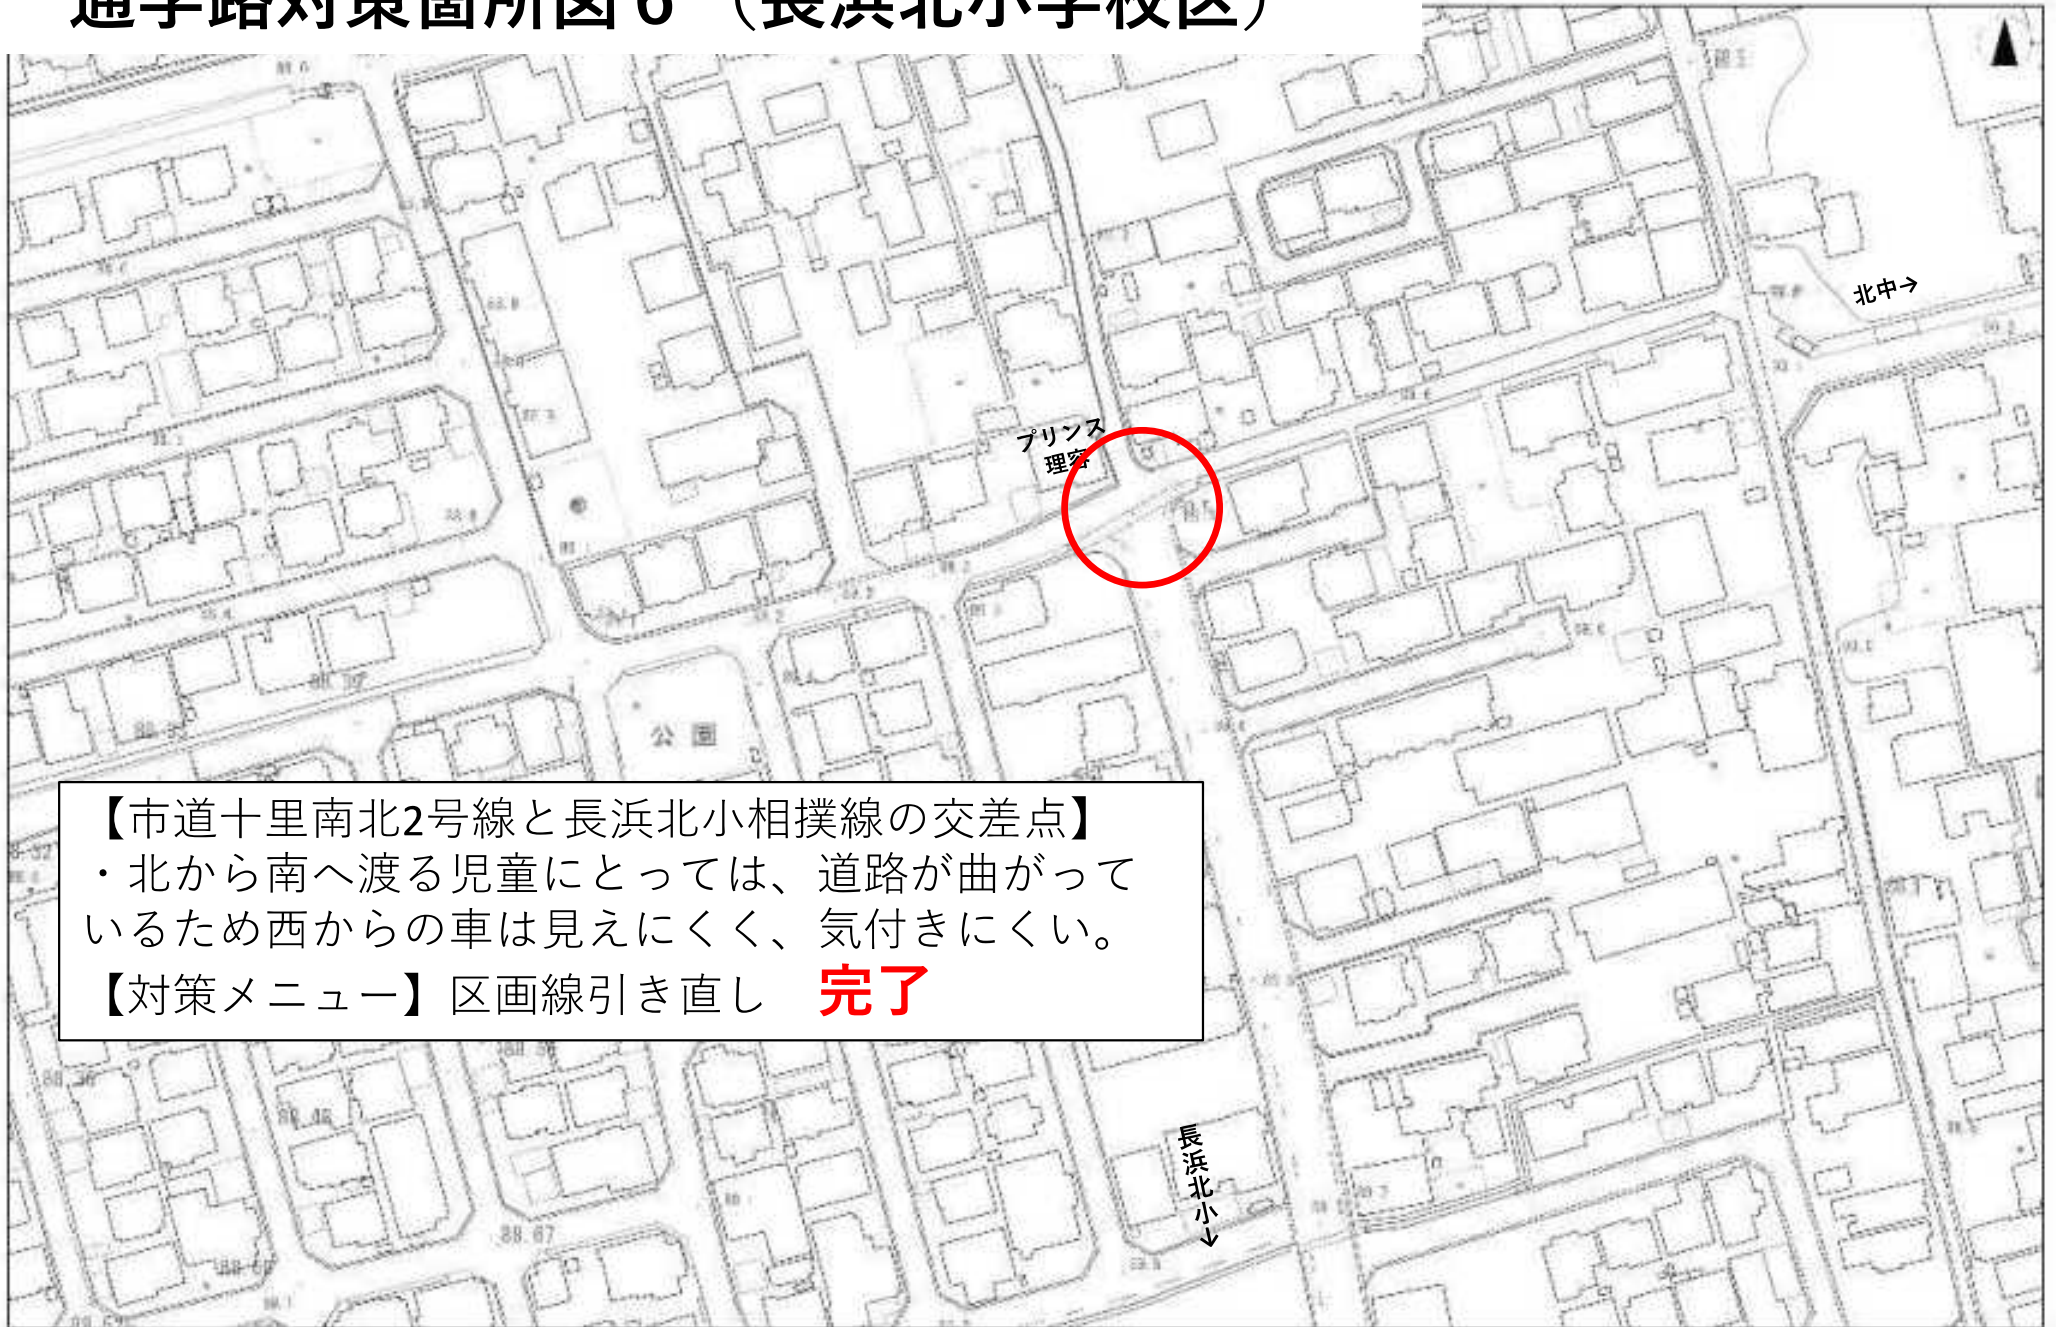 通学路対策箇所図6（長浜北小学校区）
北中→
プリンス
理容
公園
【市道十里南北2号線と長浜北小相撲線の交差点】
・北から南へ渡る児童にとっては、道路が曲がって
いるため西からの車は見えにくく、気付きにくい。
【対策メニュー】区画線引き直し　完了
長浜北小→
88.67